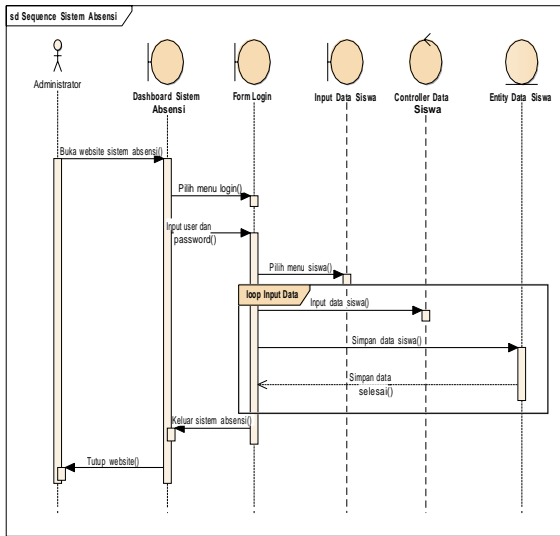 sd Sequence Sistem Absensi
Administrator
Dashboard Sistem
Absensi
Form Login
Input Data Siswa
Controller Data
Siswa
Entity Data Siswa
Buka website sistem absensi()
Pilih menu login()
Input user dan
password()
Pilih menu siswa()
loop Input Data
Input data siswa()
Simpan data siswa()
Simpan data
selesai()
Keluar sistem absensi()
Tutup website()